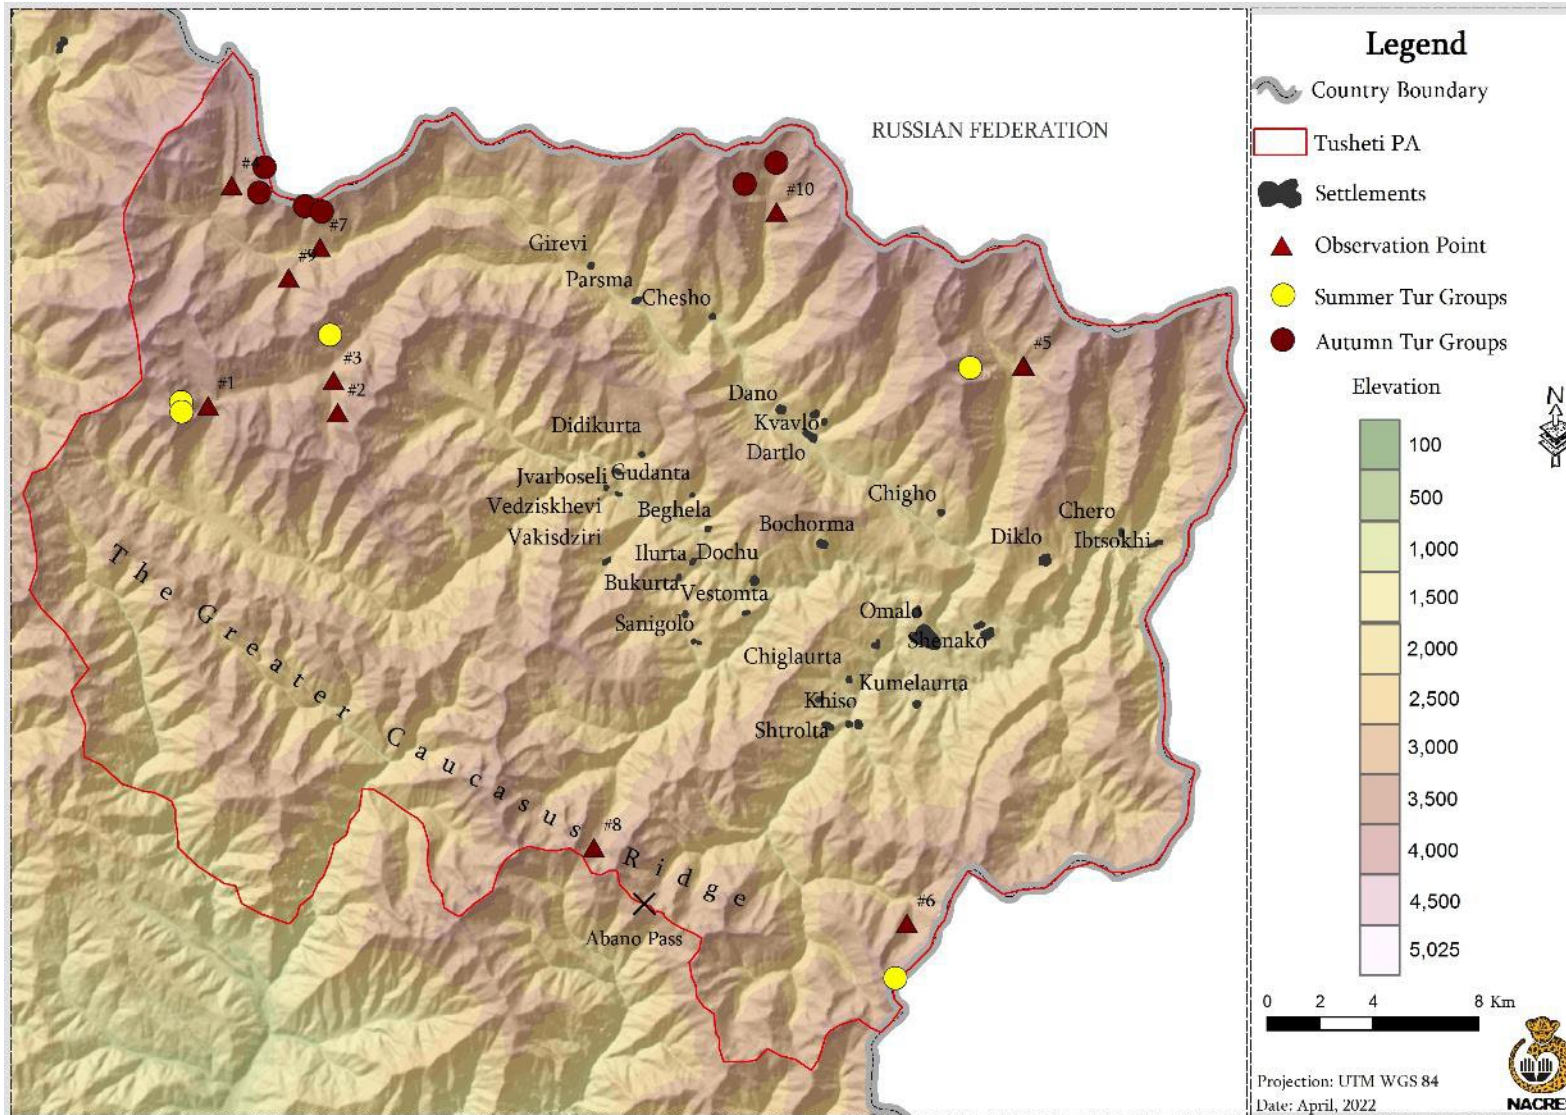 RUSSIAN FEDERATION
#4
#10
#7
#9
Girevi
Parsma
Chesho
#3
#5
#1
#2
Dano
Kvavlo
Dartlo
Didikurta
Jvarboseli
Gudanta
Vedziskhevi
Beghela
Chigho
Vakisdziri
Bochorma
Chero
Diklo
Ibtsokhi
Ilurta
Dochu
Bukurta
Vestomta
Omalo
Sanigolo
Shenako
Chiglaurta
Kumelaurta
Khiso
Shtrolta
The Greater Caucasus Ridge
#8
Abano Pass
#6
Legend
Country Boundary
Tusheti PA
Settlements
Observation Point
Summer Tur Groups
Autumn Tur Groups
Elevation
N
100
500
1,000
1,500
2,000
2,500
3,000
3,500
4,000
4,500
5,025
0 2 4 8 Km
Projection: UTM WGS 84
Date: April, 2022
NACRES